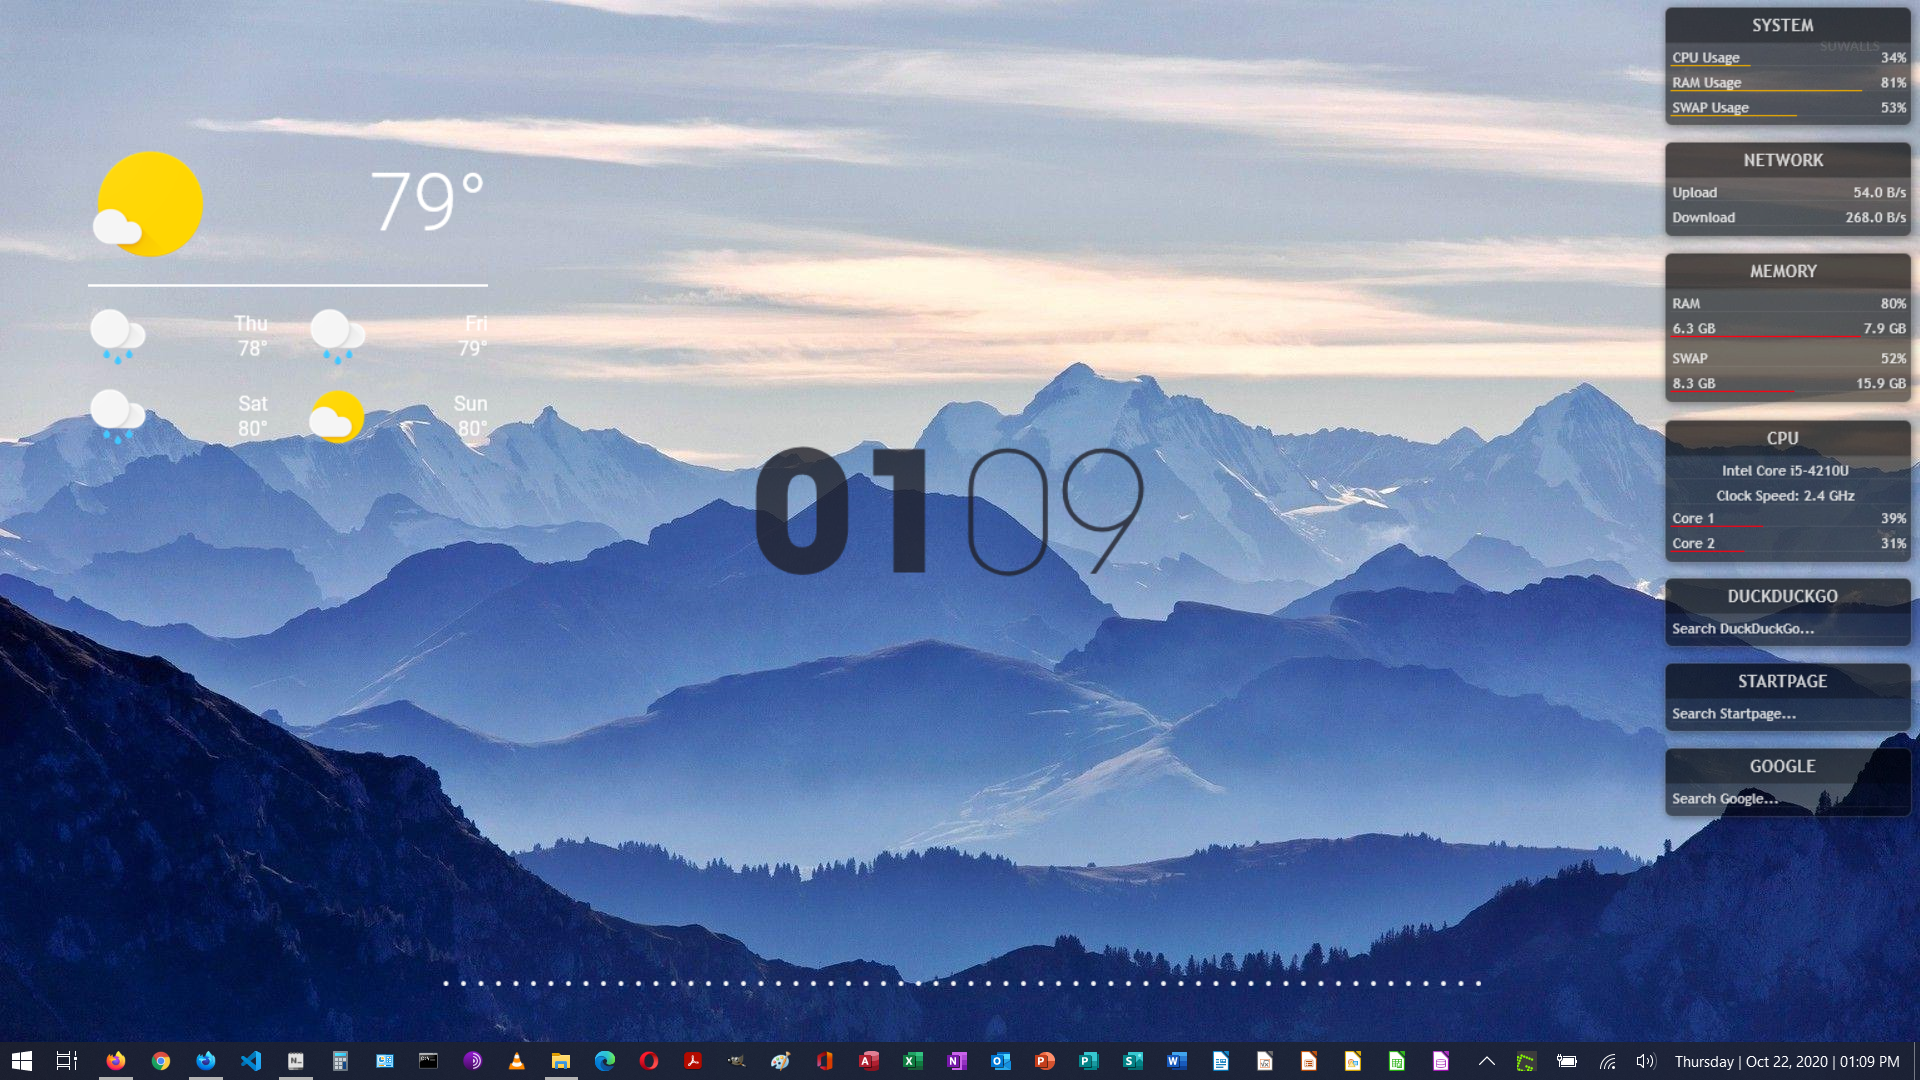 SYSTEM
SUWALLS
CPU Usage 34%
RAM Usage 81%
SWAP Usage 53%
NETWORK
Upload 54.0 B/s
Download 268.0 B/s
MEMORY
RAM 80%
6.3 GB 7.9 GB
SWAP 52%
8.3 GB 15.9 GB
CPU
Intel Core i5-4210U
Clock Speed: 2.4 GHz
Core 1 39%
Core 2 31%
DUCKDUCKGO
Search DuckDuckGo...
STARTPAGE
Search Startpage...
GOOGLE
Search Google...
79°
Thu
78°
Fri
79°
Sat
80°
Sun
80°
0109
Thursday | Oct 22, 2020 | 01:09 PM